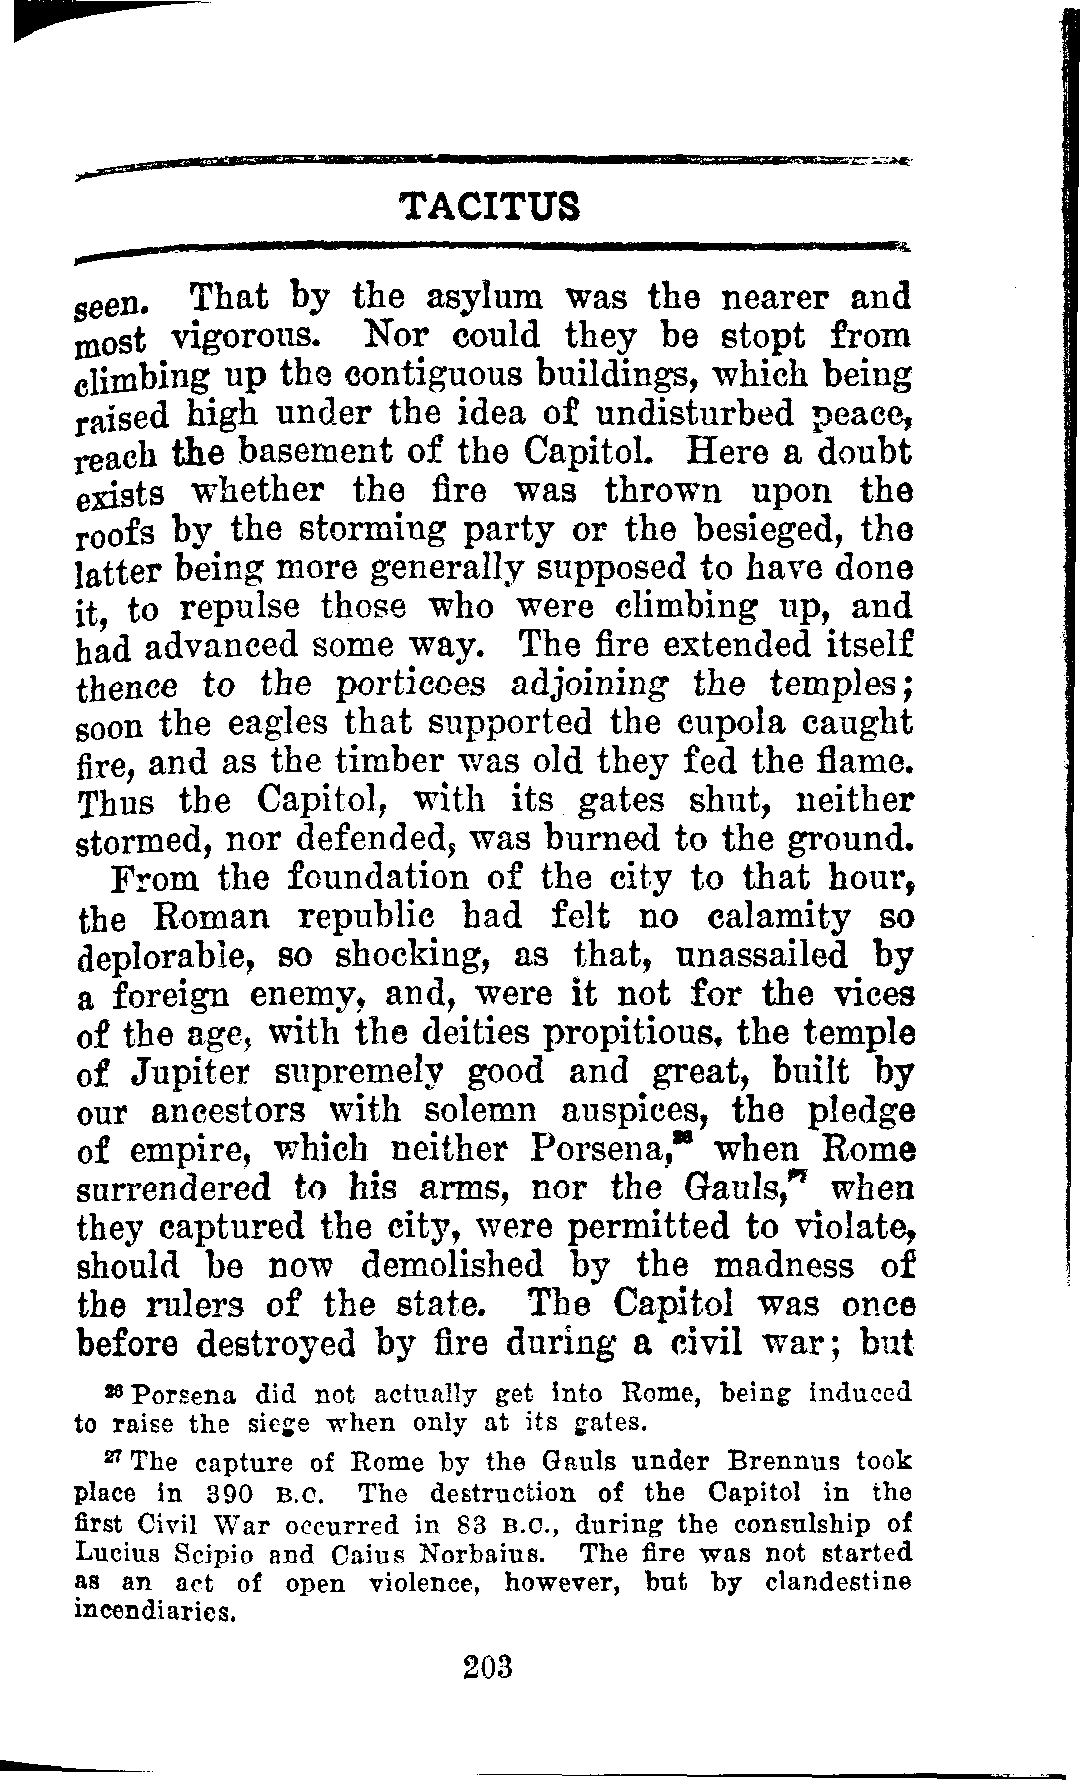 TACITUS
seen. That by the asylum was the nearer and
most vigorous. Nor could they be stopt from
climbing up the contiguous buildings, which being
raised high under the idea of undisturbed peace,
reach the basement of the Capitol. Here a doubt
exists whether the fire was thrown upon the
roofs by the storming party or the besieged, the
latter being more generally supposed to have done
it, to repulse those who were climbing up, and
had advanced some way. The fire extended itself
thence to the porticoes adjoining the temples;
soon the eagles that supported the cupola caught
fire, and as the timber was old they fed the flame.
Thus the Capitol, with its gates shut, neither
stormed, nor defended, was burned to the ground.
From the foundation of the city to that hour,
the Roman republic had felt no calamity so
deplorable, so shocking, as that, unassailed by
a foreign enemy, and, were it not for the vices
of the age, with the deities propitious, the temple
of Jupiter supremely good and great, built by
our ancestors with solemn auspices, the pledge
of empire, which neither Porsena,²⁶ when Rome
surrendered to his arms, nor the Gauls,²⁷ when
they captured the city, were permitted to violate,
should be now demolished by the madness of
the rulers of the state. The Capitol was once
before destroyed by fire during a civil war; but
²⁶ Porsena did not actually get into Rome, being induced
to raise the siege when only at its gates.
²⁷ The capture of Rome by the Gauls under Brennus took
place in 390 B.C. The destruction of the Capitol in the
first Civil War occurred in 83 B.C., during the consulship of
Lucius Scipio and Caius Norbaius. The fire was not started
as an act of open violence, however, but by clandestine
incendiaries.
203